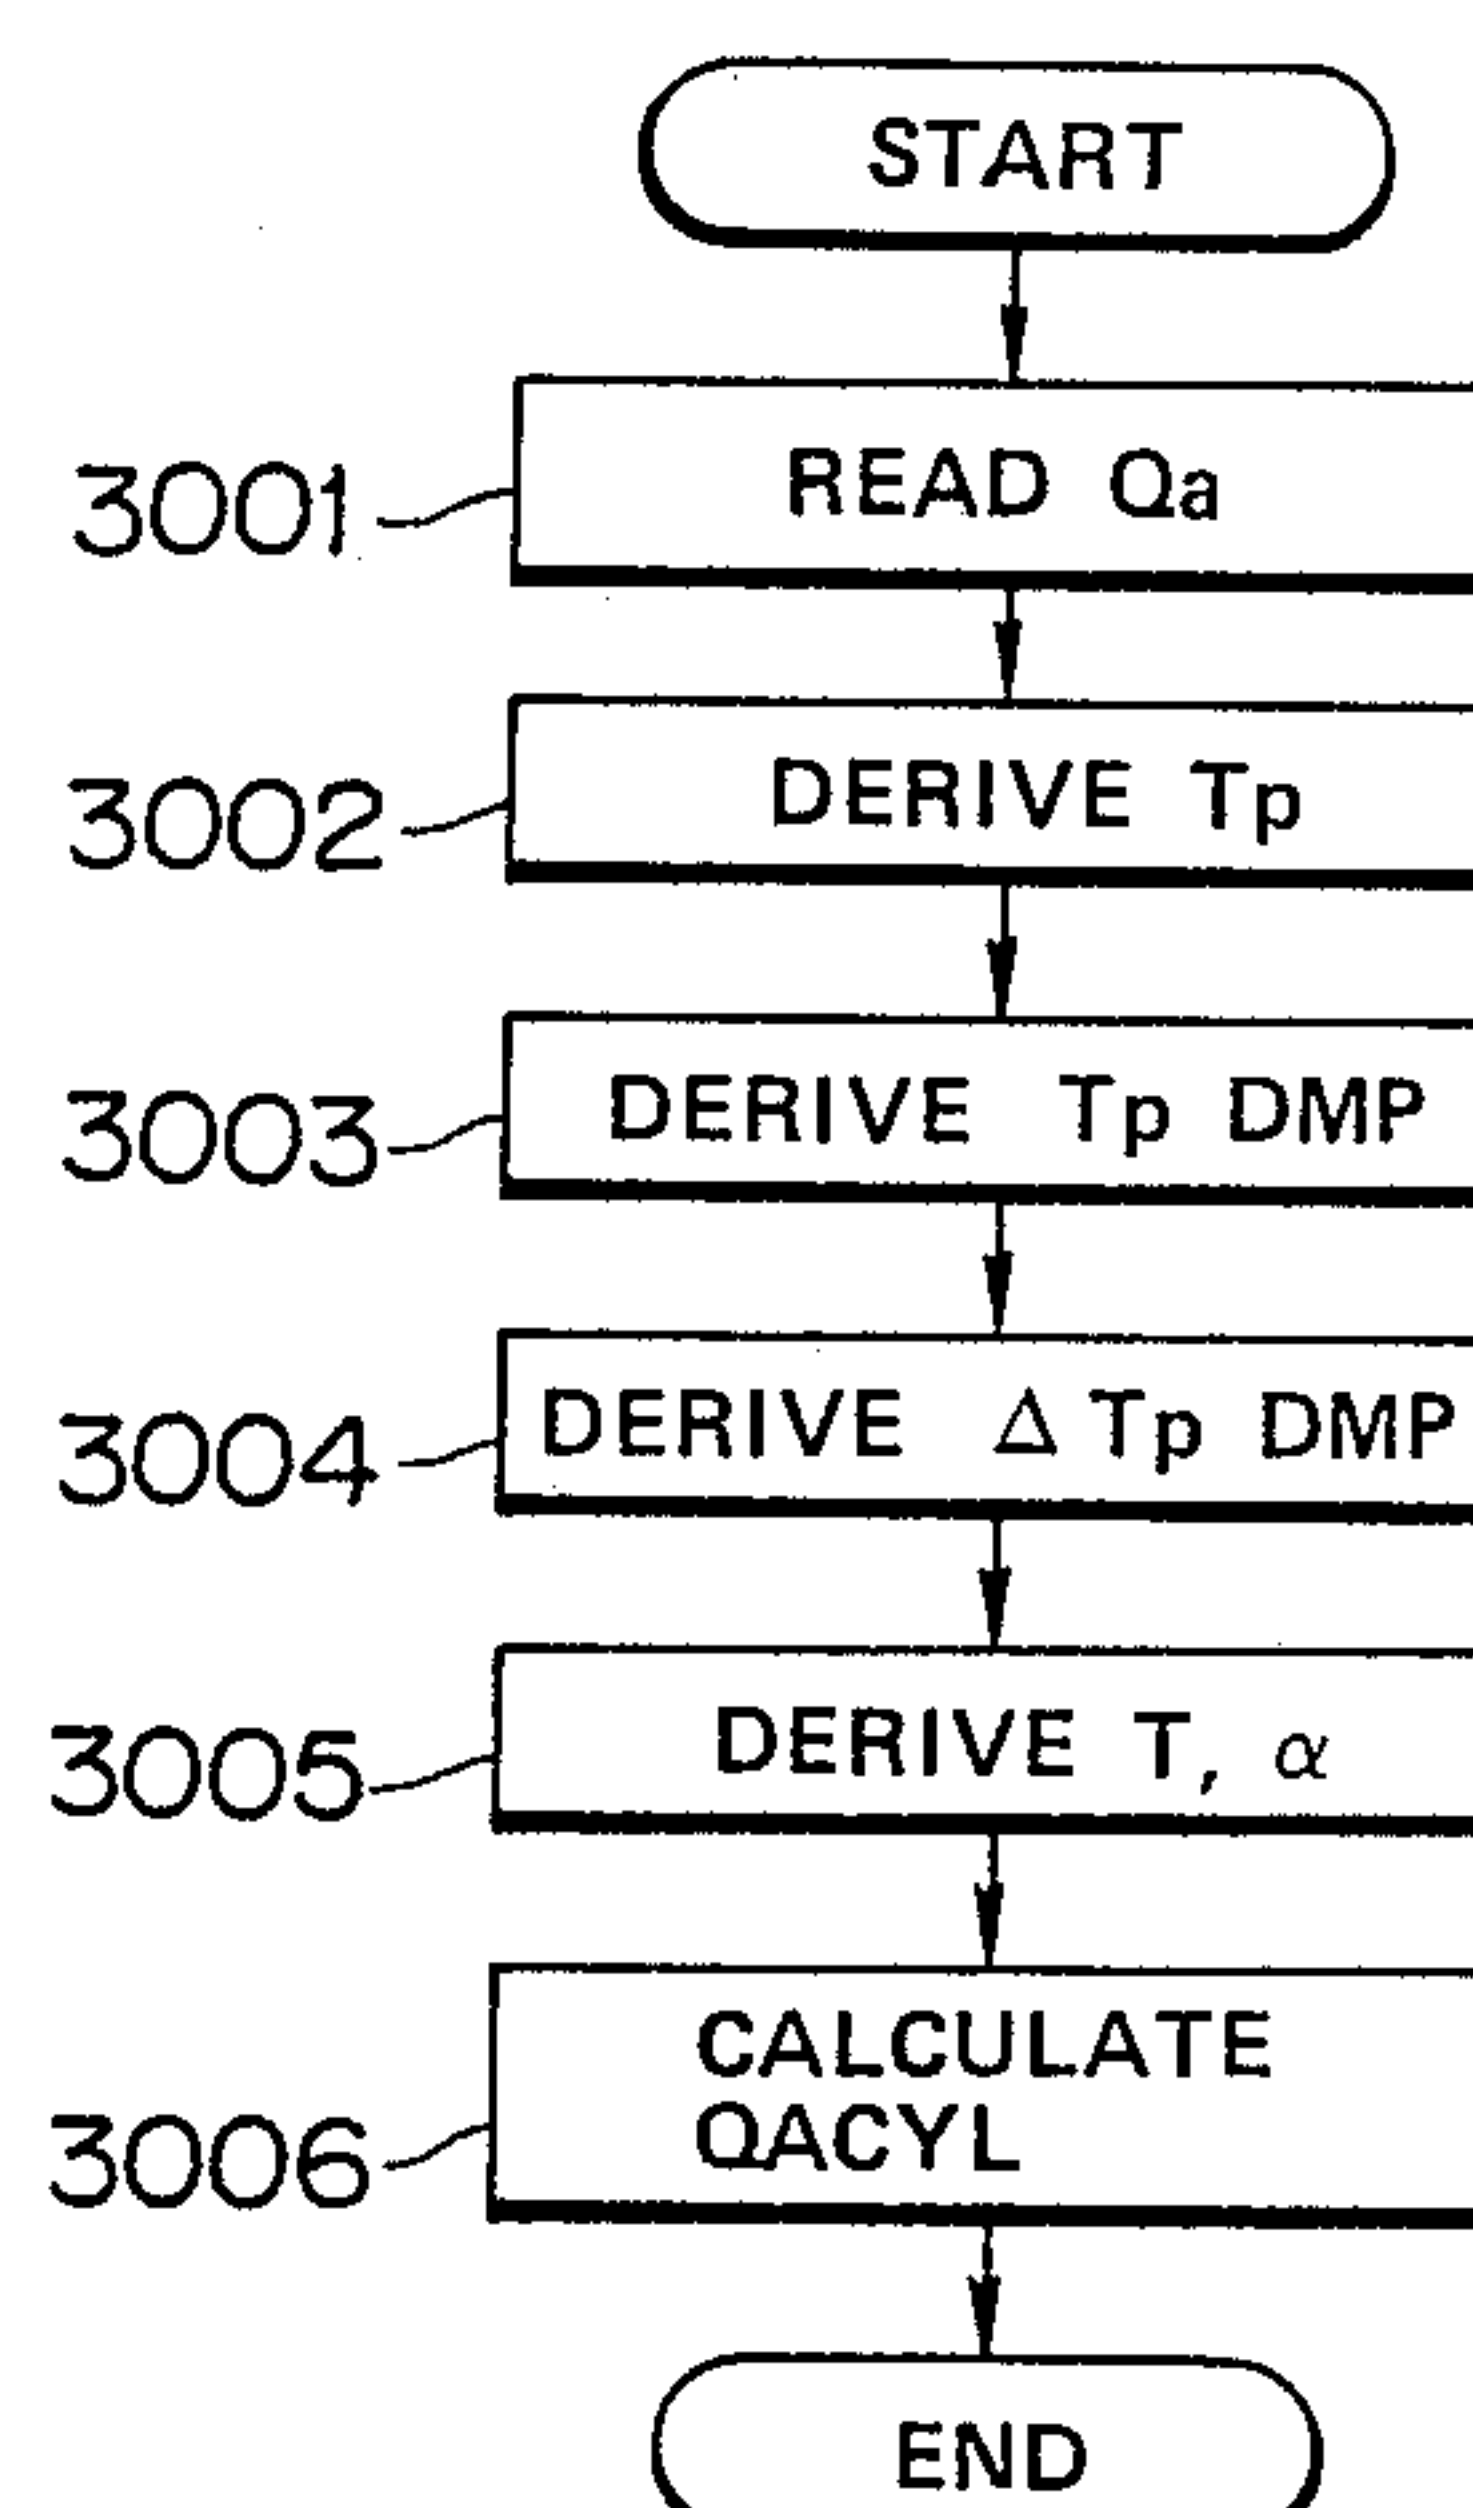 START
3001 READ Qa
3002 DERIVE Tp
3003 DERIVE Tp DMP
3004 DERIVE Δ Tp DMP
3005 DERIVE T, α
3006 CALCULATE
QACYL
END